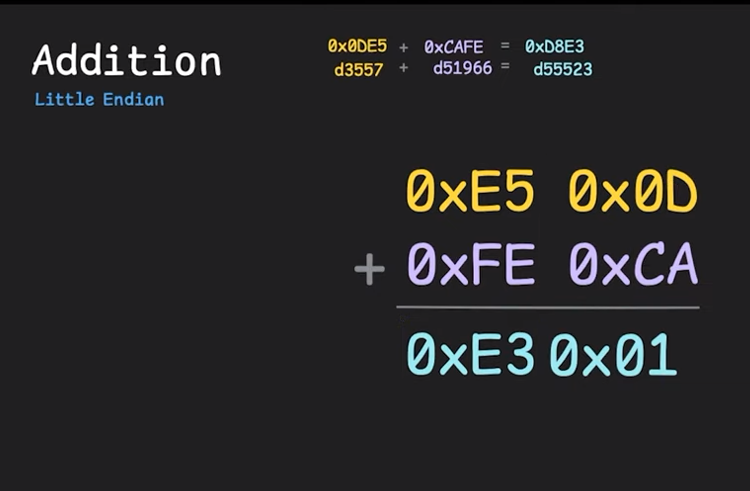 Addition
Little Endian
0x0DE5 + 0xCAFE = 0xD8E3
d3557 + d51966 = d55523
0xE5 0x0D
+ 0xFE 0xCA
0xE3 0x01